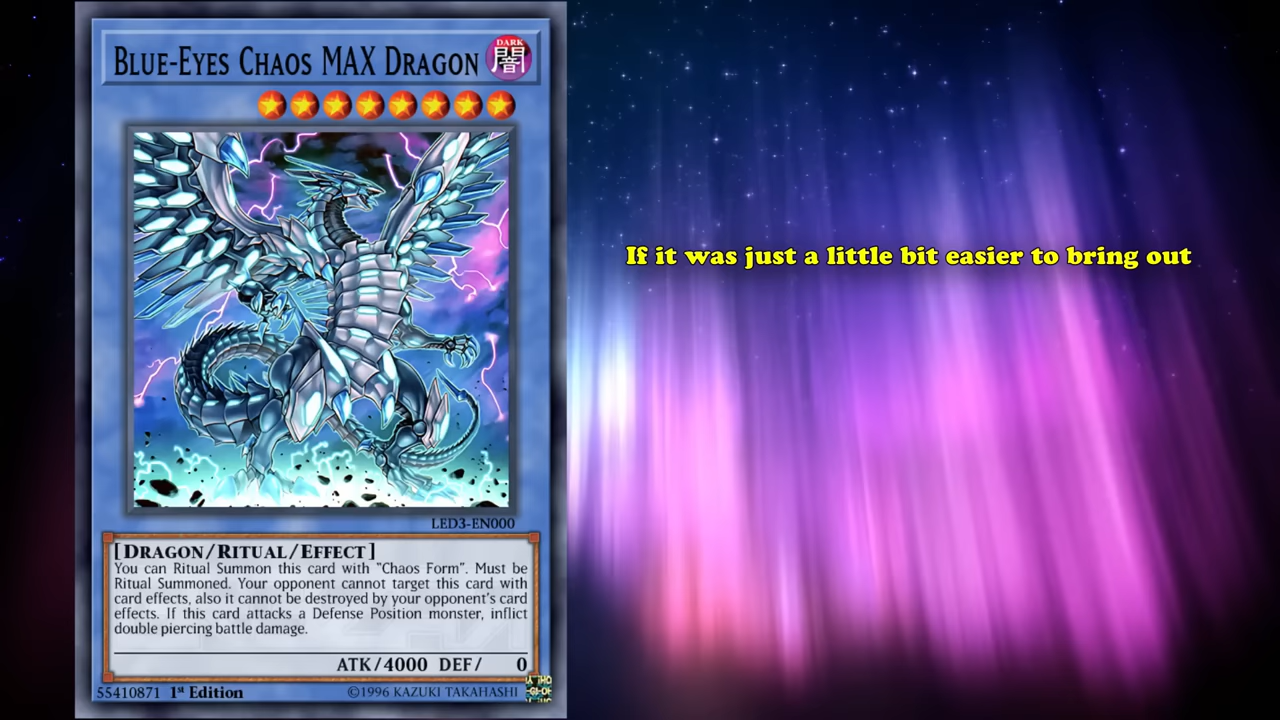 BLUE-EYES CHAOS MAX DRAGON
DARK
闇
If it was just a little bit easier to bring out
LED3-EN000
[DRAGON/RITUAL/EFFECT]
You can Ritual Summon this card with "Chaos Form". Must be
Ritual Summoned. Your opponent cannot target this card with
card effects, also it cannot be destroyed by your opponent's card
effects. If this card attacks a Defense Position monster, inflict
double piercing battle damage.
ATK/4000 DEF/ 0
55410871 1st Edition ©1996 KAZUKI TAKAHASHI